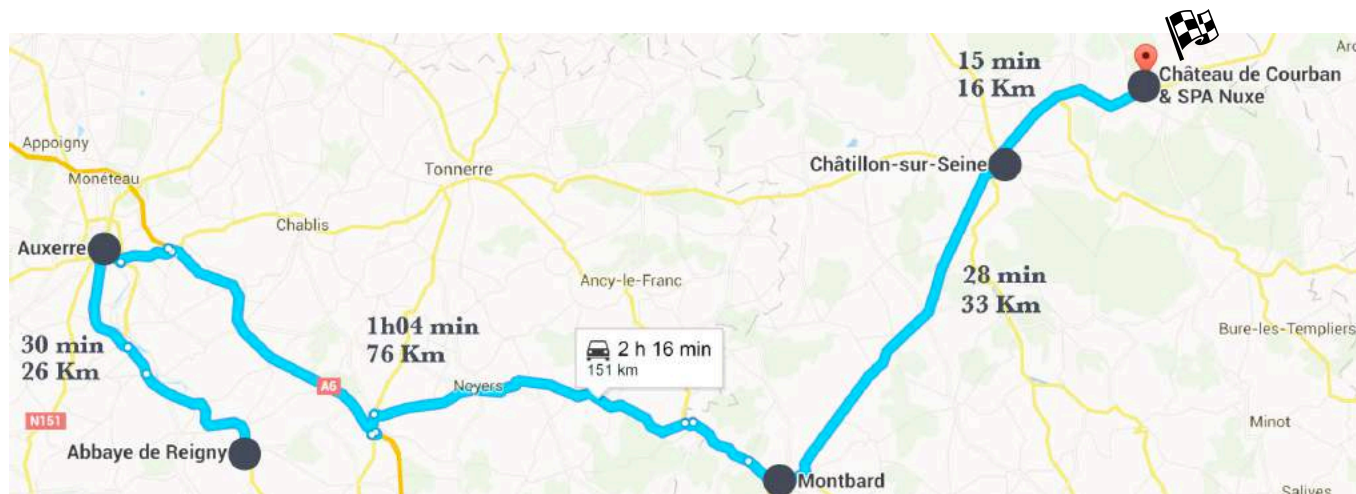 15 min
16 Km
Château de Courban
& SPA Nuxe
Appoigny
Tonnerre
Châtillon-sur-Seine
Monéteau
Chablis
Auxerre
28 min
33 Km
Ancy-le-Franc
1h04 min
76 Km
Bure-les-Templiers
30 min
26 Km
2 h 16 min
151 km
A6
Noyers
N151
Minot
Abbaye de Reigny
Montbard
Salives